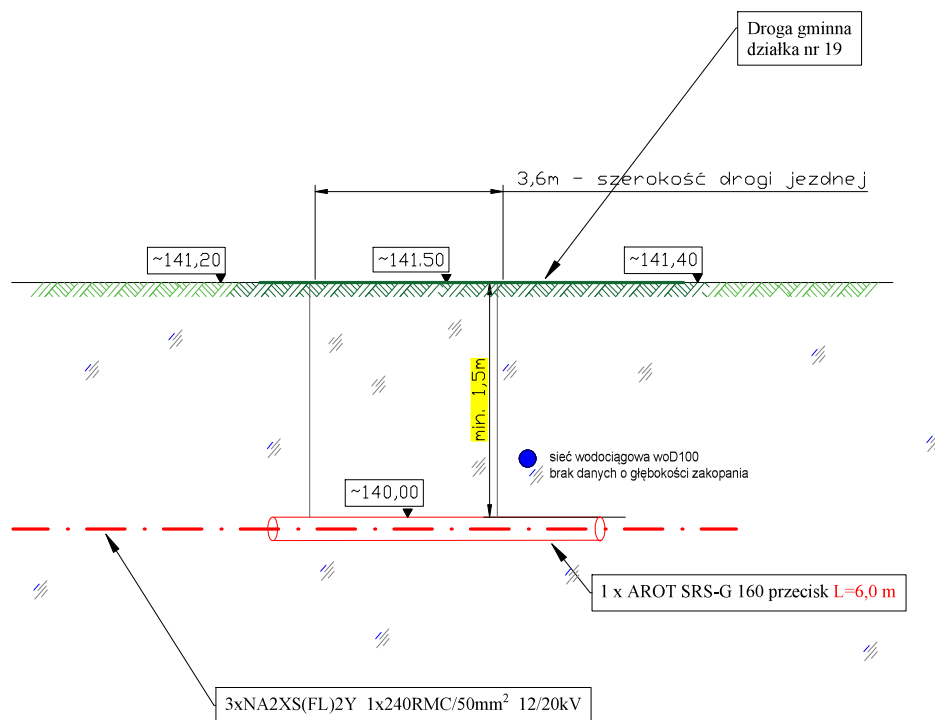 Droga gminna
działka nr 19
3,6m - szerokość drogi jezdnej
~141,20
~141.50
~141,40
min. 1,5m
sieć wodociągowa woD100
brak danych o głębokości zakopania
~140,00
1 x AROT SRS-G 160 przecisk L=6,0 m
3xNA2XS(FL)2Y 1x240RMC/50mm² 12/20kV